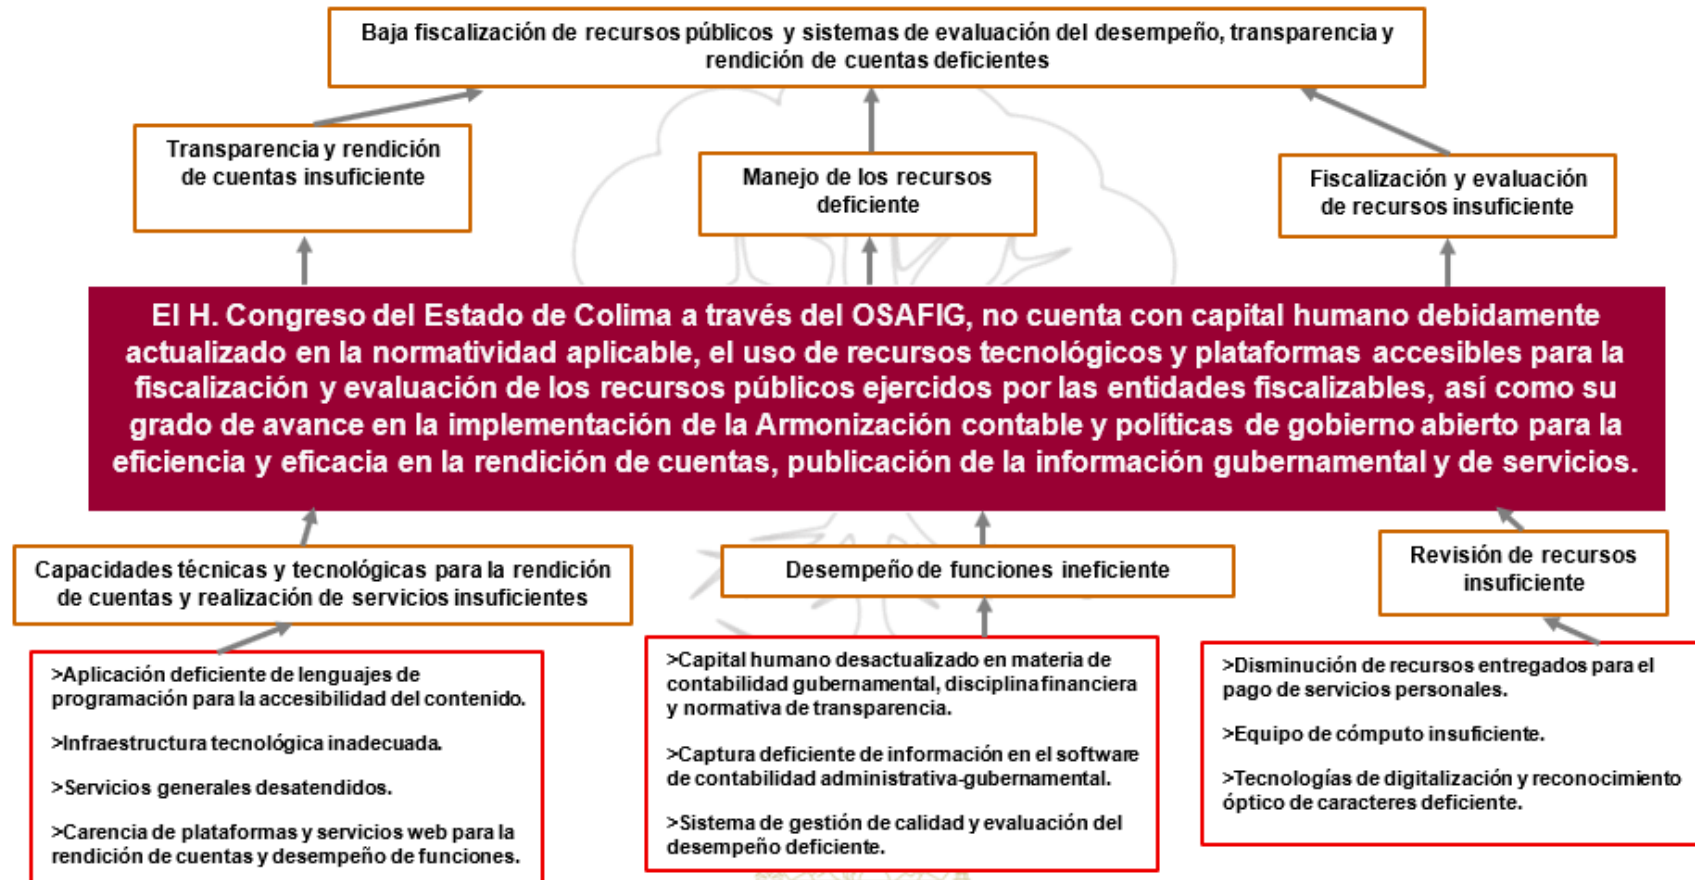 Baja fiscalización de recursos públicos y sistemas de evaluación del desempeño, transparencia y
rendición de cuentas deficientes
Transparencia y rendición
de cuentas insuficiente
Manejo de los recursos
deficiente
Fiscalización y evaluación
de recursos insuficiente
El H. Congreso del Estado de Colima a través del OSAFIG, no cuenta con capital humano debidamente
actualizado en la normatividad aplicable, el uso de recursos tecnológicos y plataformas accesibles para la
fiscalización y evaluación de los recursos públicos ejercidos por las entidades fiscalizables, así como su
grado de avance en la implementación de la Armonización contable y políticas de gobierno abierto para la
eficiencia y eficacia en la rendición de cuentas, publicación de la información gubernamental y de servicios.
Capacidades técnicas y tecnológicas para la rendición
de cuentas y realización de servicios insuficientes
Desempeño de funciones ineficiente
Revisión de recursos
insuficiente
>Aplicación deficiente de lenguajes de
programación para la accesibilidad del contenido.
>Infraestructura tecnológica inadecuada.
>Servicios generales desatendidos.
>Carencia de plataformas y servicios web para la
rendición de cuentas y desempeño de funciones.
>Capital humano desactualizado en materia de
contabilidad gubernamental, disciplina financiera
y normativa de transparencia.
>Captura deficiente de información en el software
de contabilidad administrativa-gubernamental.
>Sistema de gestión de calidad y evaluación del
desempeño deficiente.
>Disminución de recursos entregados para el
pago de servicios personales.
>Equipo de cómputo insuficiente.
>Tecnologías de digitalización y reconocimiento
óptico de caracteres deficiente.